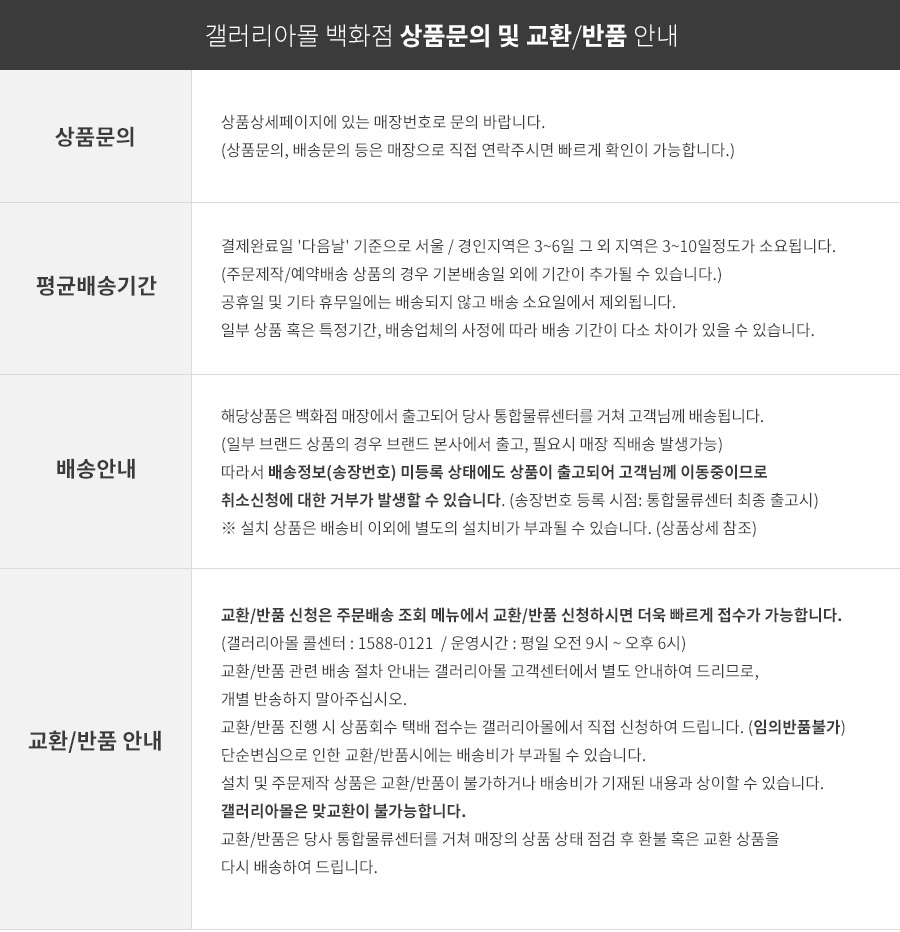 갤러리아몰 백화점 상품문의 및 교환/반품 안내
상품문의
상품상세페이지에 있는 매장번호로 문의 바랍니다.
(상품문의, 배송문의 등은 매장으로 직접 연락주시면 빠르게 확인이 가능합니다.)
평균배송기간
결제완료일 '다음날' 기준으로 서울 / 경인지역은 3~6일 그 외 지역은 3~10일정도가 소요됩니다.
(주문제작/예약배송 상품의 경우 기본배송일 외에 기간이 추가될 수 있습니다.)
공휴일 및 기타 휴무일에는 배송되지 않고 배송 소요일에서 제외됩니다.
일부 상품 혹은 특정기간, 배송업체의 사정에 따라 배송 기간이 다소 차이가 있을 수 있습니다.
배송안내
해당상품은 백화점 매장에서 출고되어 당사 통합물류센터를 거쳐 고객님께 배송됩니다.
(일부 브랜드 상품의 경우 브랜드 본사에서 출고, 필요시 매장 직배송 발생가능)
따라서 배송정보(송장번호) 미등록 상태에도 상품이 출고되어 고객님께 이동중이므로
취소신청에 대한 거부가 발생할 수 있습니다. (송장번호 등록 시점: 통합물류센터 최종 출고시)
※ 설치 상품은 배송비 이외에 별도의 설치비가 부과될 수 있습니다. (상품상세 참조)
교환/반품 안내
교환/반품 신청은 주문배송 조회 메뉴에서 교환/반품 신청하시면 더욱 빠르게 접수가 가능합니다.
(갤러리아몰 콜센터 : 1588-0121 / 운영시간 : 평일 오전 9시 ~ 오후 6시)
교환/반품 관련 배송 절차 안내는 갤러리아몰 고객센터에서 별도 안내하여 드리므로,
개별 반송하지 말아주십시오.
교환/반품 진행 시 상품회수 택배 접수는 갤러리아몰에서 직접 신청하여 드립니다. (임의반품불가)
단순변심으로 인한 교환/반품시에는 배송비가 부과될 수 있습니다.
설치 및 주문제작 상품은 교환/반품이 불가하거나 배송비가 기재된 내용과 상이할 수 있습니다.
갤러리아몰은 맞교환이 불가능합니다.
교환/반품은 당사 통합물류센터를 거쳐 매장의 상품 상태 점검 후 환불 혹은 교환 상품을
다시 배송하여 드립니다.